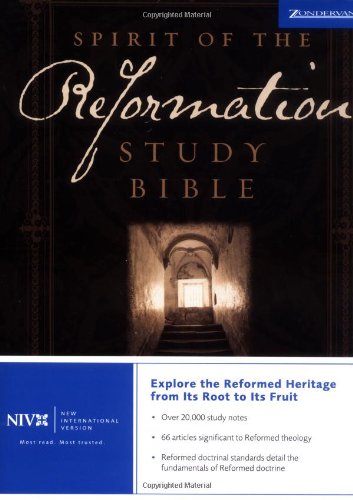 Copyrighted Material
ZONDERVAN
SPIRIT OF THE
Reformation
STUDY
BIBLE
Explore the Reformed Heritage
from Its Root to Its Fruit
• Over 20,000 study notes
• 66 articles significant to Reformed theology
• Reformed doctrinal standards detail the
fundamentals of Reformed doctrine
NIV
NEW
INTERNATIONAL
VERSION
Most read. Most trusted.
Copyrighted Material